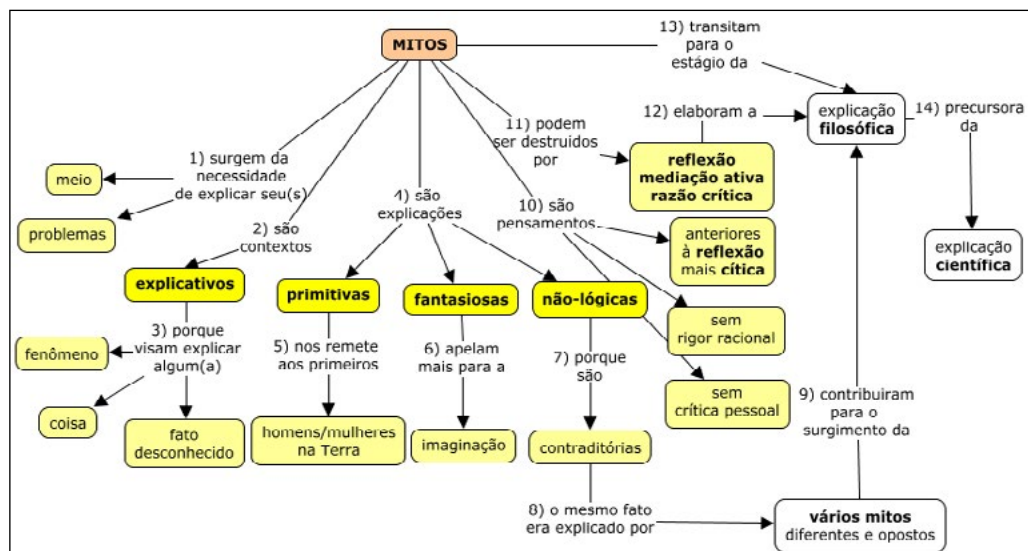 MITOS
13) transitam
para o
estágio da
explicação
filosófica
14) precursora
da
explicação
científica
12) elaboram a
11) podem
ser destruidos
por
reflexão
mediação ativa
razão crítica
1) surgem da
necessidade
de explicar seu(s)
meio
problemas
2) são
contextos
explicativos
3) porque
visam explicar
algum(a)
fenômeno
coisa
fato
desconhecido
4) são
explicações
primitivas
5) nos remete
aos primeiros
homens/mulheres
na Terra
fantasiosas
6) apelam
mais para a
imaginação
não-lógicas
7) porque
são
contraditórias
8) o mesmo fato
era explicado por
vários mitos
diferentes e opostos
9) contribuiram
para o
surgimento da
10) são
pensamentos
anteriores
à reflexão
mais cítica
sem
rigor racional
sem
crítica pessoal